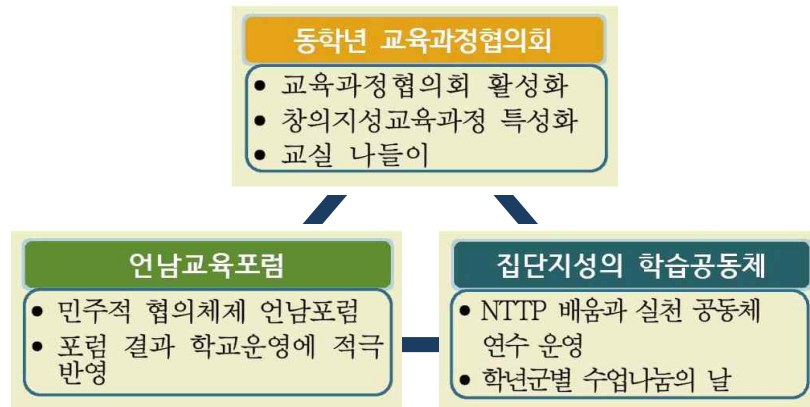 동학년 교육과정협의회
• 교육과정협의회 활성화
• 창의지성교육과정 특성화
• 교실 나들이
언남교육포럼
• 민주적 협의체제 언남포럼
• 포럼 결과 학교운영에 적극
반영
집단지성의 학습공동체
• NTTP 배움과 실천 공동체
연수 운영
• 학년군별 수업나눔의 날